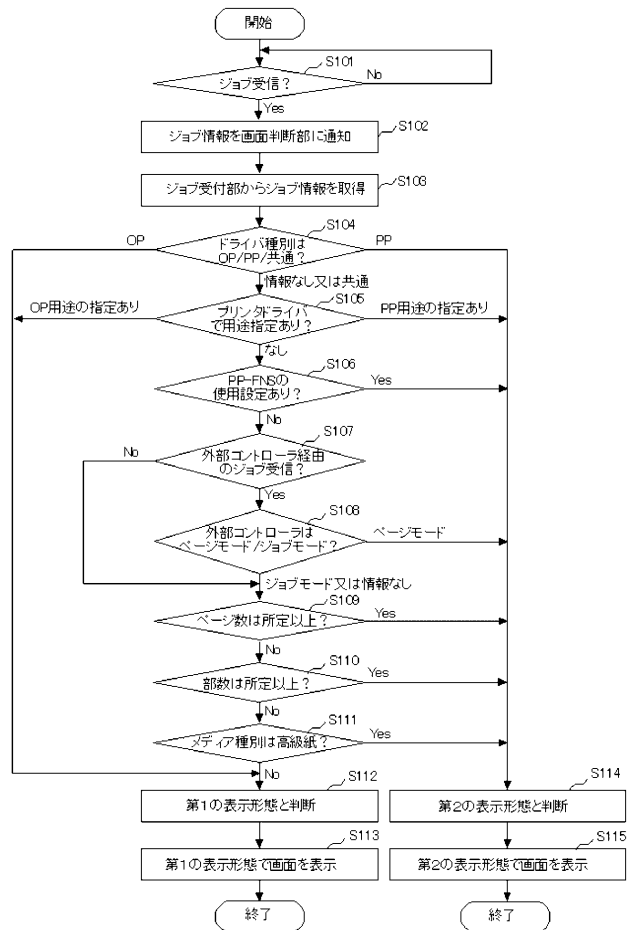 開始
S101
ジョブ受信？
No
Yes
S102
ジョブ情報を画面判断部に通知
S103
ジョブ受付部からジョブ情報を取得
S104
OP
ドライバ種別は
OP/PP/共通？
PP
情報なし又は共通
S105
OP用途の指定あり
プリンタドライバ
で用途指定あり？
PP用途の指定あり
なし
S106
PP-FNSの
使用設定あり？
Yes
No
S107
No
外部コントローラ経由
のジョブ受信？
Yes
S108
外部コントローラは
ページモード/ジョブモード？
ページモード
ジョブモード又は情報なし
S109
ページ数は所定以上？
Yes
No
S110
部数は所定以上？
Yes
No
S111
メディア種別は高級紙？
Yes
No
S112
第1の表示形態と判断
S114
第2の表示形態と判断
S113
第1の表示形態で画面を表示
S115
第2の表示形態で画面を表示
終了
終了